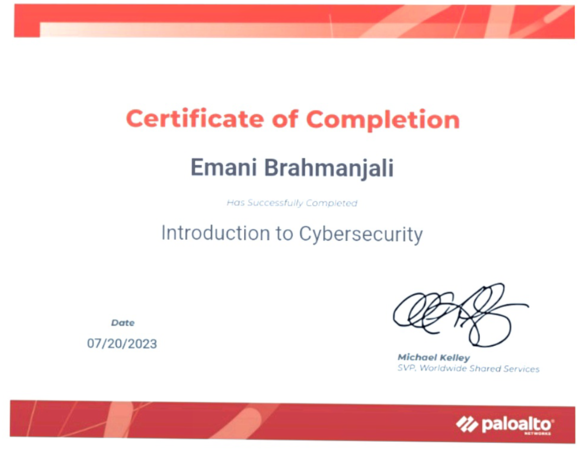 Certificate of Completion
Emani Brahmanjali
Has Successfully Completed
Introduction to Cybersecurity
Date
07/20/2023
Michael Kelley
SVP, Worldwide Shared Services
paloalto
NETWORKS